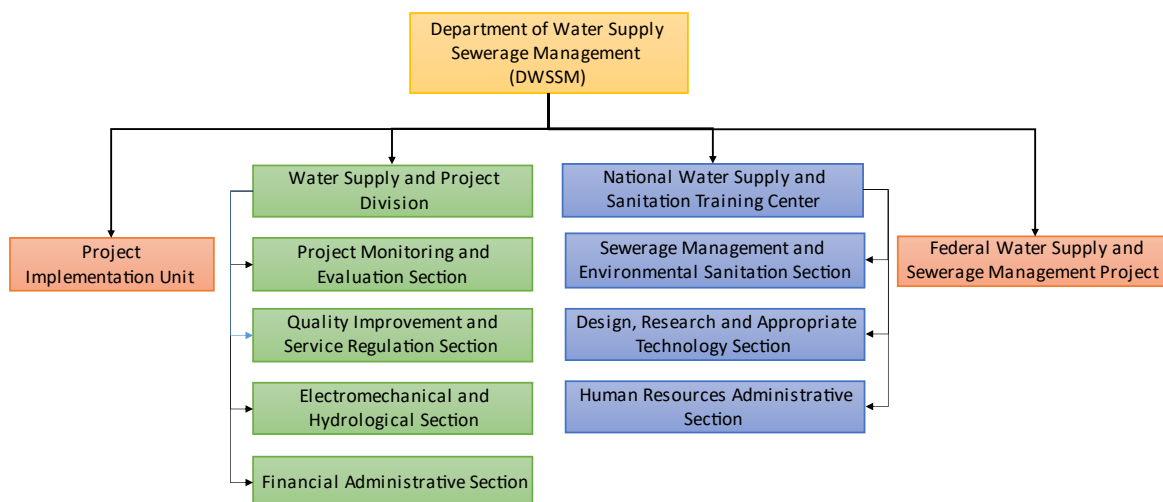 Department of Water Supply
Sewerage Management
(DWSSM)
Water Supply and Project
Division
National Water Supply and
Sanitation Training Center
Project
Implementation Unit
Project Monitoring and
Evaluation Section
Sewerage Management and
Environmental Sanitation Section
Federal Water Supply and
Sewerage Management Project
Quality Improvement and
Service Regulation Section
Design, Research and Appropriate
Technology Section
Electromechanical and
Hydrological Section
Human Resources Administrative
Section
Financial Administrative Section